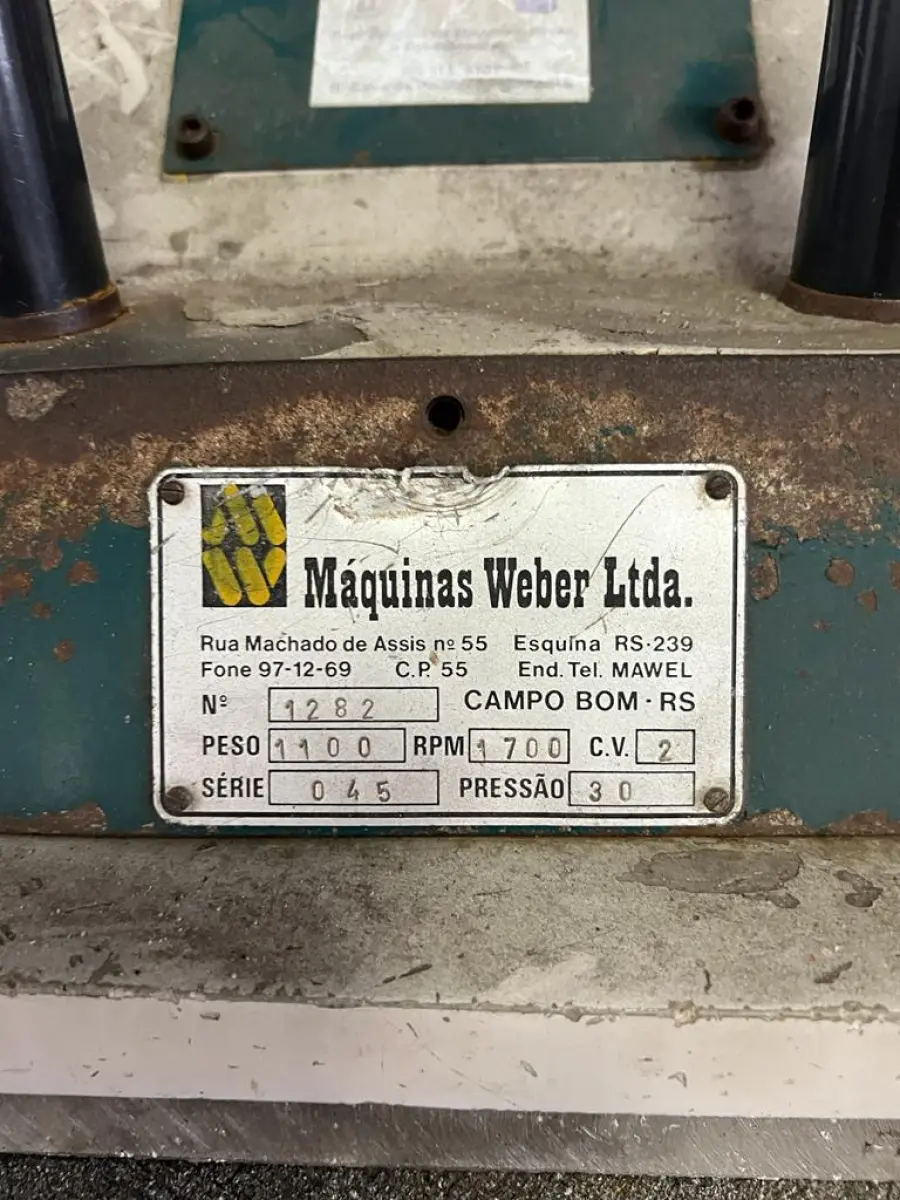 Máquinas Weber Ltda.
Rua Machado de Assis nº 55 Esquina RS-239
Fone 97-12-69 C.P. 55 End. Tel. MAWEL
Nº 1282 CAMPO BOM - RS
PESO 1100 RPM 1700 C.V. 2
SÉRIE 045 PRESSÃO 30